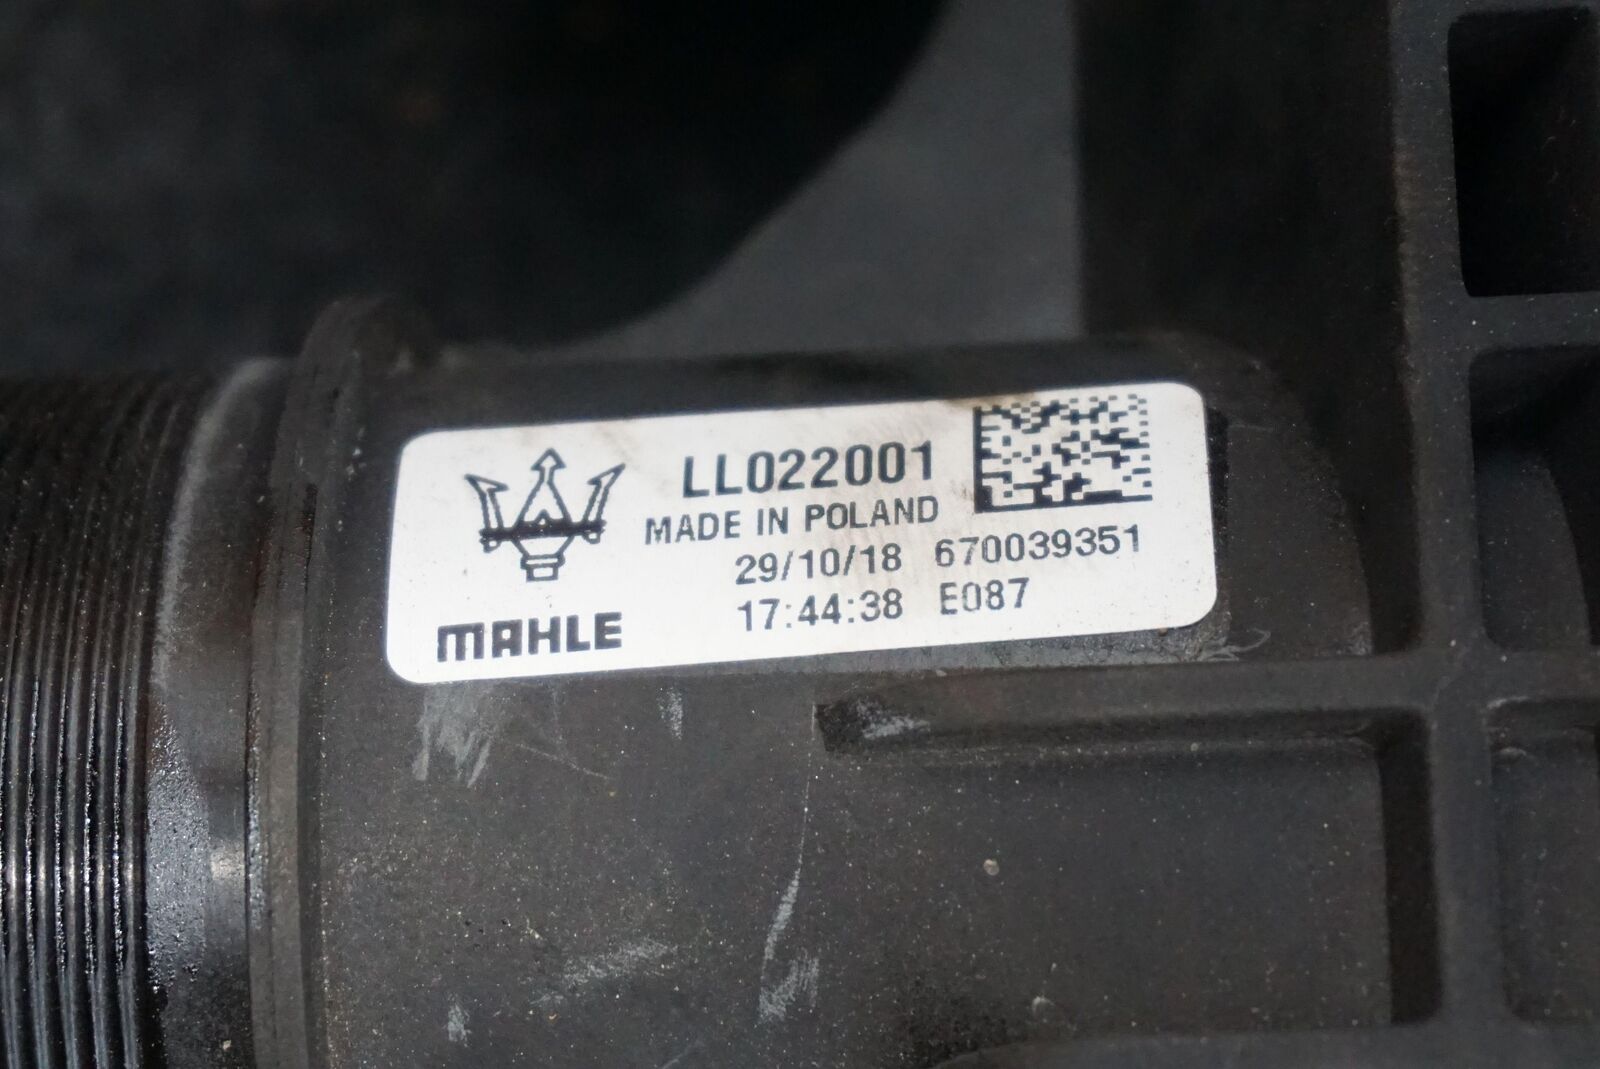 LL022001
MADE IN POLAND
29/10/18 670039351
17:44:38 E087
MAHLE